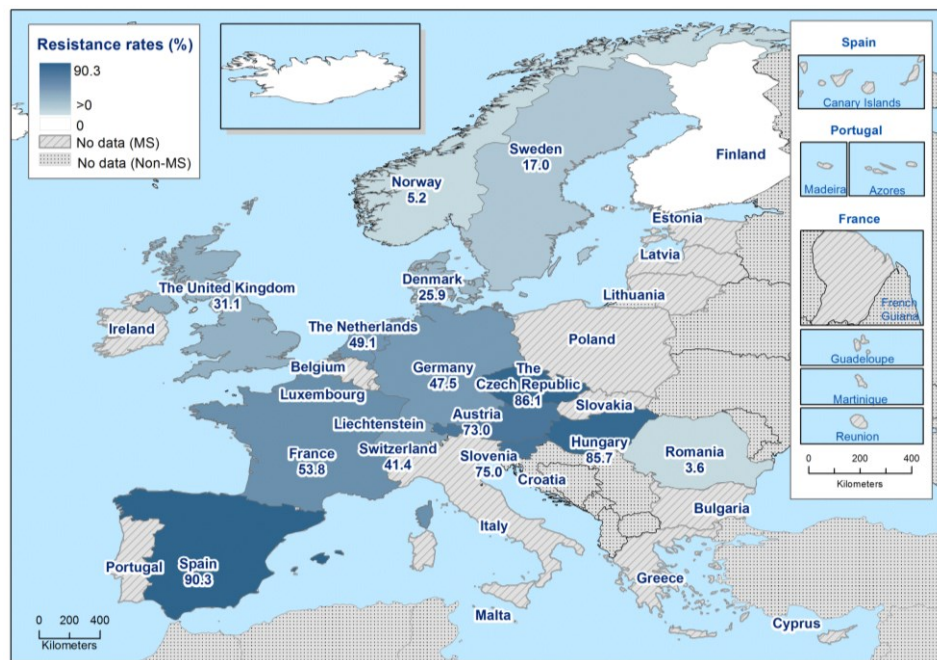 Resistance rates (%)
90.3
>0
0
No data (MS)
No data (Non-MS)
Spain
Canary Islands
Portugal
Madeira
Azores
France
French
Guiana
Guadeloupe
Martinique
Reunion
0 200 400
Kilometers
Finland
Sweden
17.0
Norway
5.2
Estonia
Latvia
Lithuania
Denmark
25.9
The United Kingdom
31.1
Ireland
The Netherlands
49.1
Poland
Belgium
Germany
47.5
The
Czech Republic
86.1
Luxembourg
Slovakia
Liechtenstein
Austria
73.0
France
53.8
Switzerland
41.4
Slovenia
75.0
Hungary
85.7
Romania
3.6
Croatia
Bulgaria
Italy
Portugal
Spain
90.3
Greece
Malta
Cyprus
0 200 400
Kilometers